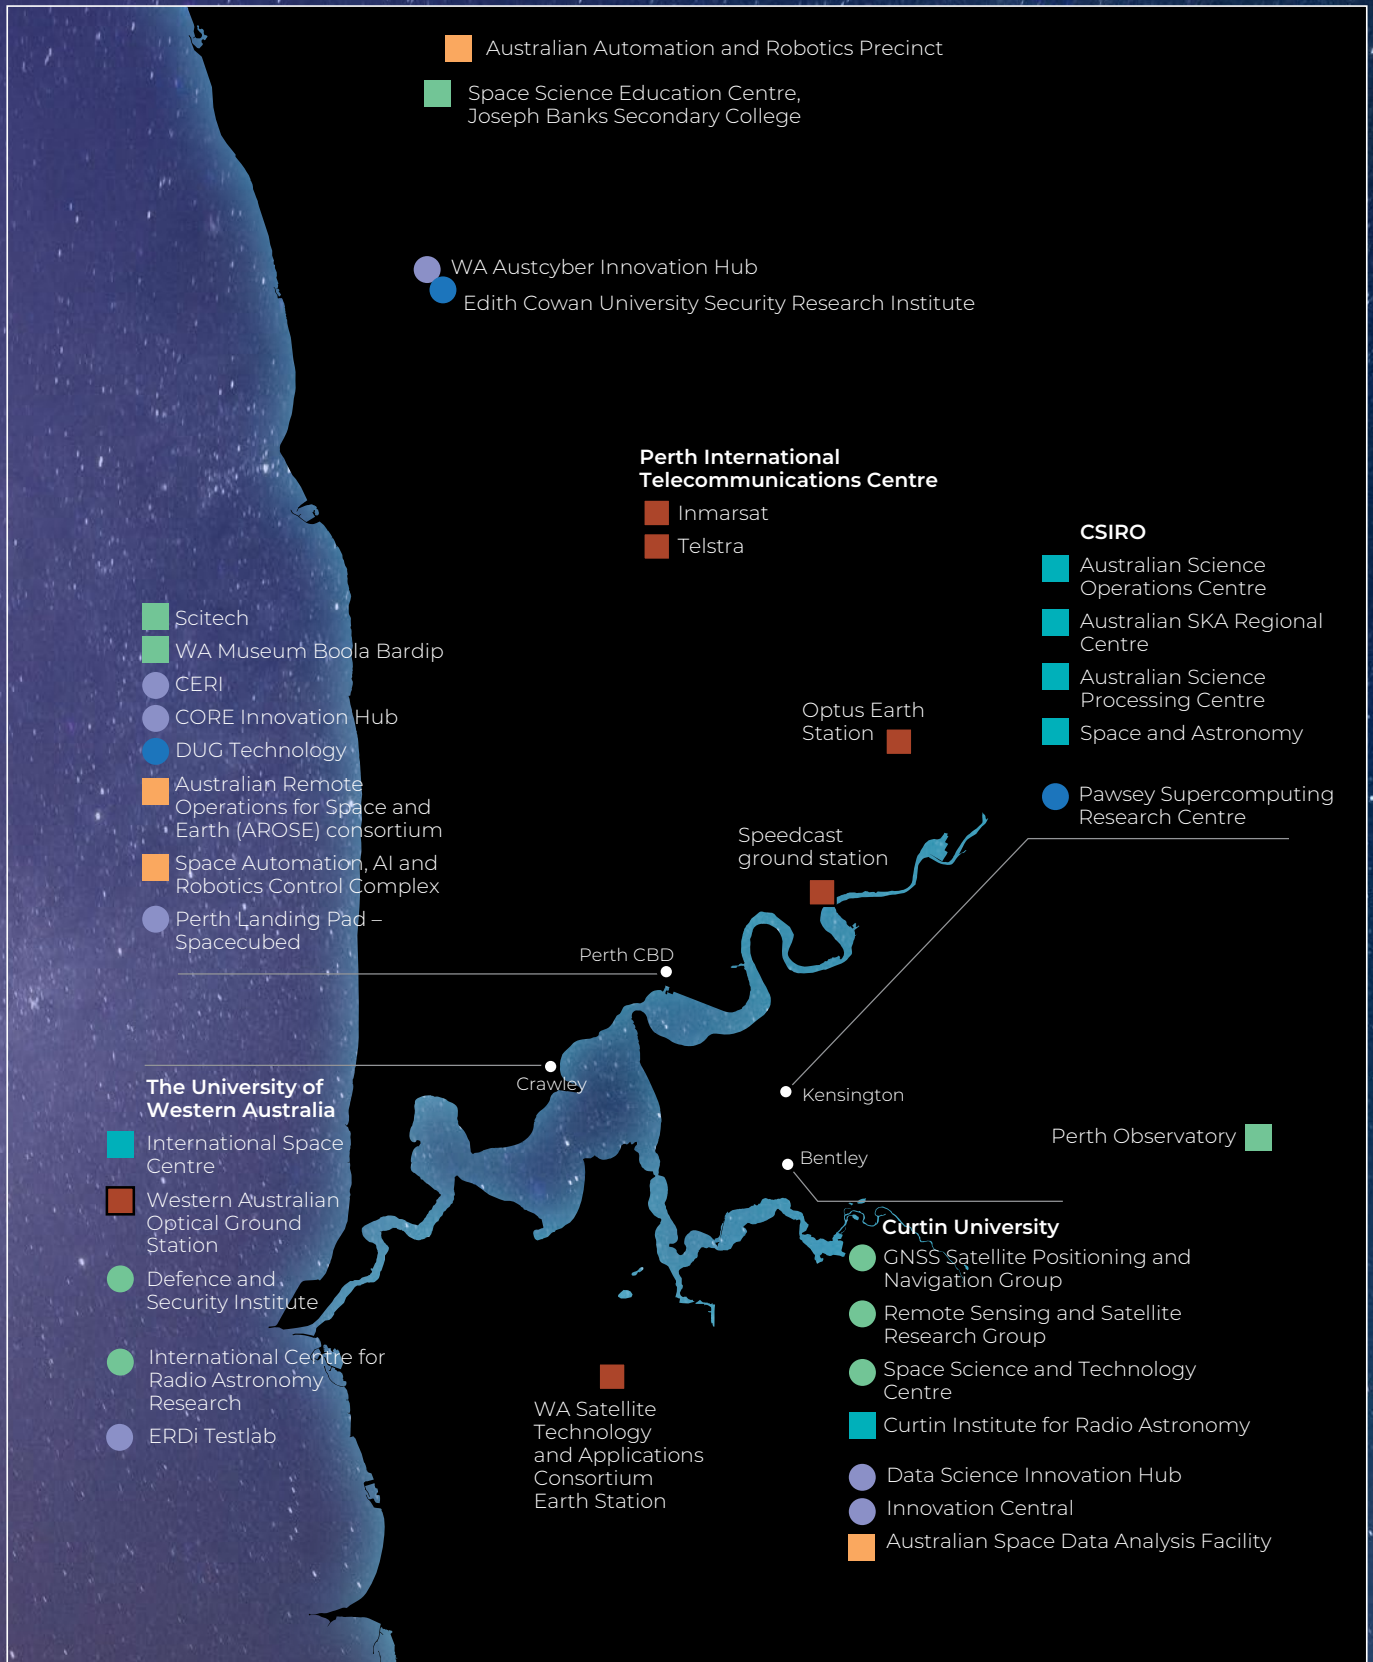 Australian Automation and Robotics Precinct
Space Science Education Centre,
Joseph Banks Secondary College
WA Austcyber Innovation Hub
Edith Cowan University Security Research Institute
Perth International
Telecommunications Centre
Inmarsat
Telstra
CSIRO
Australian Science
Operations Centre
Australian SKA Regional
Centre
Australian Science
Processing Centre
Space and Astronomy
Pawsey Supercomputing
Research Centre
Scitech
WA Museum Boola Bardip
CERI
CORE Innovation Hub
DUG Technology
Australian Remote
Operations for Space and
Earth (AROSE) consortium
Space Automation, AI and
Robotics Control Complex
Perth Landing Pad –
Spacecubed
Optus Earth
Station
Speedcast
ground station
Perth CBD
Crawley
Kensington
Bentley
Perth Observatory
The University of
Western Australia
International Space
Centre
Western Australian
Optical Ground
Station
Defence and
Security Institute
International Centre for
Radio Astronomy
Research
ERDi Testlab
WA Satellite
Technology
and Applications
Consortium
Earth Station
Curtin University
GNSS Satellite Positioning and
Navigation Group
Remote Sensing and Satellite
Research Group
Space Science and Technology
Centre
Curtin Institute for Radio Astronomy
Data Science Innovation Hub
Innovation Central
Australian Space Data Analysis Facility